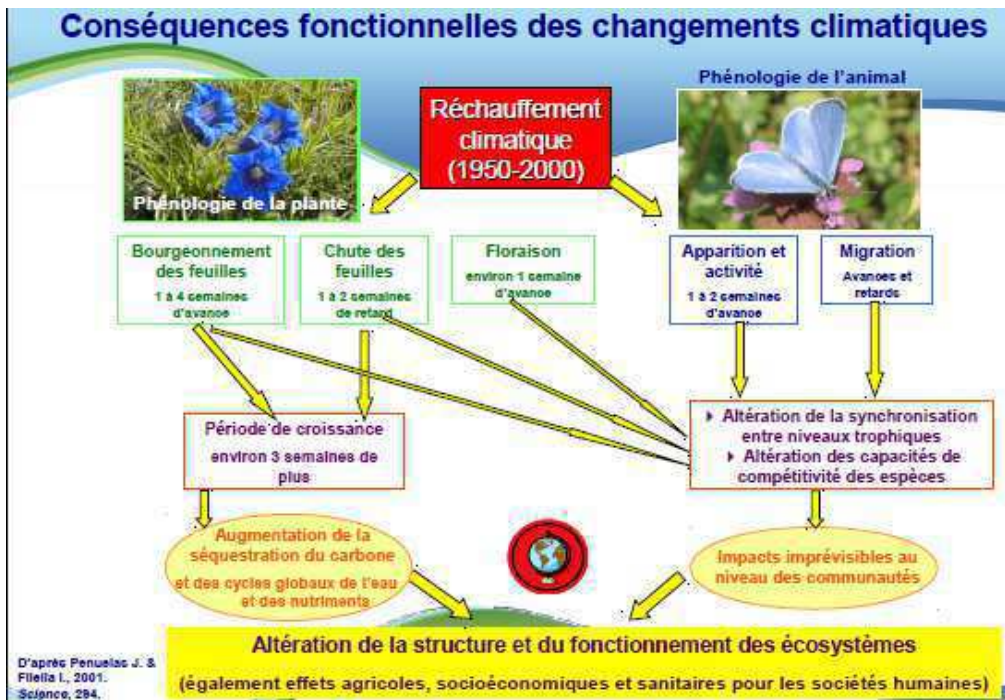 Conséquences fonctionnelles des changements climatiques
Phénologie de l'animal
Réchauffement
climatique
(1950-2000)
Phénologie de la plante
Bourgeonnement
des feuilles
1 à 4 semaines
d'avance
Chute des
feuilles
1 à 2 semaines
de retard
Floraison
environ 1 semaine
d'avance
Apparition et
activité
1 à 2 semaines
d'avance
Migration
Avances et
retards
Période de croissance
environ 3 semaines de
plus
Altération de la synchronisation
entre niveaux trophiques
Altération des capacités de
compétitivité des espèces
Augmentation de la
séquestration du carbone
et des cycles globaux de l'eau
et des nutriments
Impacts imprévisibles au
niveau des communautés
Altération de la structure et du fonctionnement des écosystèmes
(également effets agricoles, socioéconomiques et sanitaires pour les sociétés humaines)
D'après Penuelas J. &
Filella I., 2001.
Science, 294.